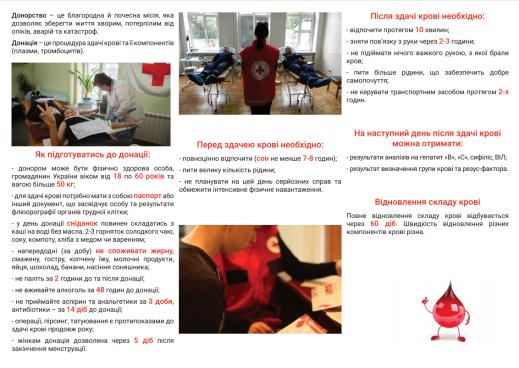 Донорство – це благородна й почесна місія, яка
дозволяє зберегти життя хворим, потерпілим від
опіків, аварій та катастроф.
Донація – це процедура здачі крові та її компонентів
(плазми, тромбоцитів).
Як підготуватись до донації:
- донором може бути фізично здорова особа,
громадянин України віком від 18 по 60 років та
вагою більше 50 кг;
- для здачі крові потрібно мати з собою паспорт або
інший документ, що засвідчує особу та результати
флюорографії органів грудної клітки;
- у день донації сніданок повинен складатись з
каші на воді без масла, 2-3 горняток солодкого чаю,
соку, компоту, хліба з медом чи варенням;
- напередодні (за добу) не споживати жирну,
смажену, гостру, копчену їжу, молочні продукти,
яйця, шоколад, банани, насіння соняшника;
- не паліть за 2 години до та після донації;
- не вживайте алкоголь за 48 годин до донації;
- не приймайте аспірин та анальгетики за 3 доби,
антибіотики – за 14 діб до донації;
- операції, пірсинг, татуювання є протипоказами до
здачі крові продовж року;
- жінкам донація дозволена через 5 діб після
закінчення менструації.
Перед здачею крові необхідно:
- повноцінно відпочити (сон не менше 7-8 годин);
- пити велику кількість рідини;
- не планувати на цей день серйозних справ та
обмежити інтенсивне фізичне навантаження.
Після здачі крові необхідно:
- відпочити протягом 10 хвилин;
- зняти пов'язку з руки через 2-3 години;
- не підіймати нічого важкого рукою, з якої брали
кров;
- пити більше рідини, що забезпечить добре
самопочуття;
- не керувати транспортним засобом протягом 2-х
годин.
На наступний день після здачі крові
можна отримати:
- результати аналізів на гепатит «В», «С», сифіліс, ВІЛ;
- результат визначення групи крові та резус-фактора.
Відновлення складу крові
Повне відновлення складу крові відбувається
через 60 діб. Швидкість відновлення різних
компонентів крові різна.